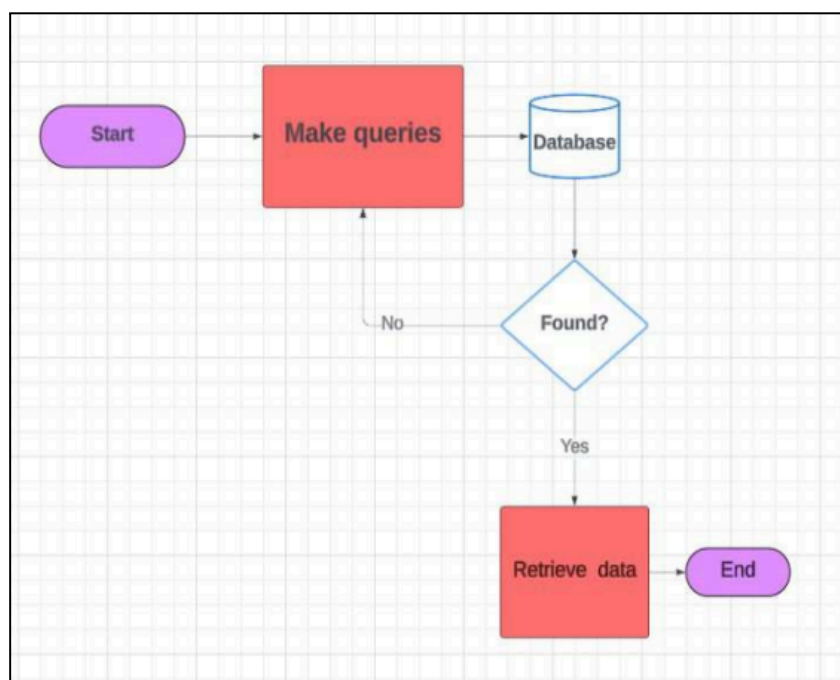 Start
Make queries
Database
Found?
No
Yes
Retrieve data
End